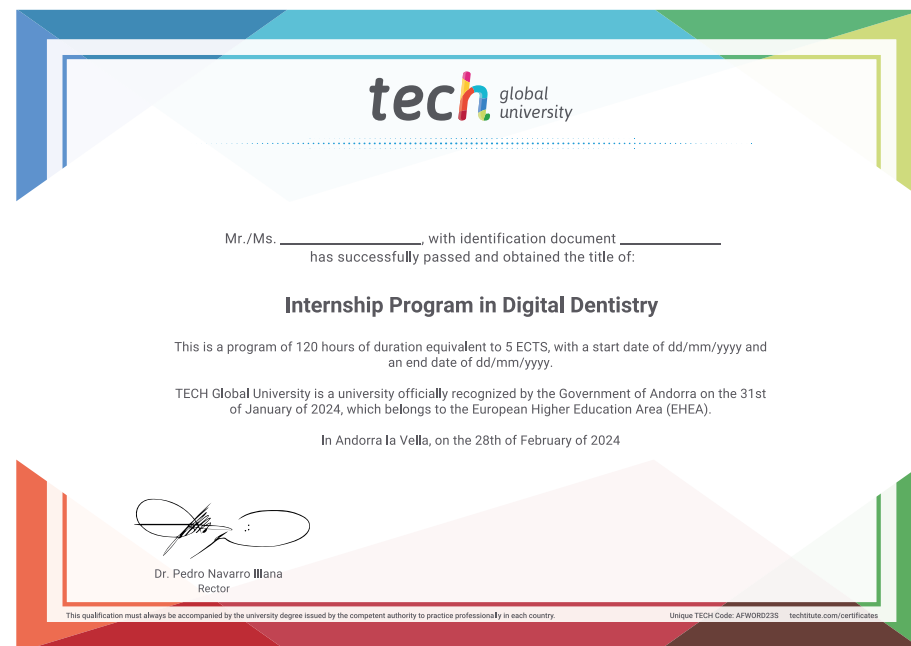 tech global
university
Mr./Ms. ____________, with identification document ____________
has successfully passed and obtained the title of:
Internship Program in Digital Dentistry
This is a program of 120 hours of duration equivalent to 5 ECTS, with a start date of dd/mm/yyyy and
an end date of dd/mm/yyyy.
TECH Global University is a university officially recognized by the Government of Andorra on the 31st
of January of 2024, which belongs to the European Higher Education Area (EHEA).
In Andorra la Vella, on the 28th of February of 2024
Dr. Pedro Navarro Illana
Rector
This qualification must always be accompanied by the university degree issued by the competent authority to practice professionally in each country.
Unique TECH Code: AFWORD23S techtitute.com/certificates